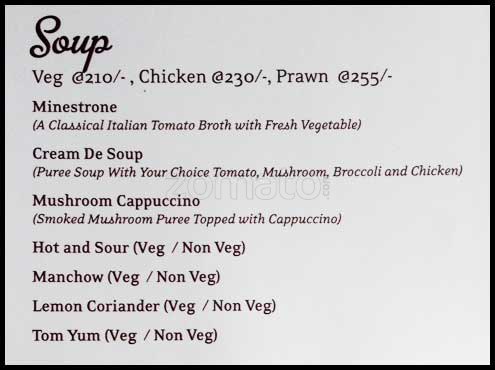 Soup
Veg @210/- , Chicken @230/-, Prawn @255/-
Minestrone
(A Classical Italian Tomato Broth with Fresh Vegetable)
Cream De Soup
(Puree Soup With Your Choice Tomato, Mushroom, Broccoli and Chicken)
zomato.com
Mushroom Cappuccino
(Smoked Mushroom Puree Topped with Cappuccino)
Hot and Sour (Veg / Non Veg)
Manchow (Veg / Non Veg)
Lemon Coriander (Veg / Non Veg)
Tom Yum (Veg / Non Veg)